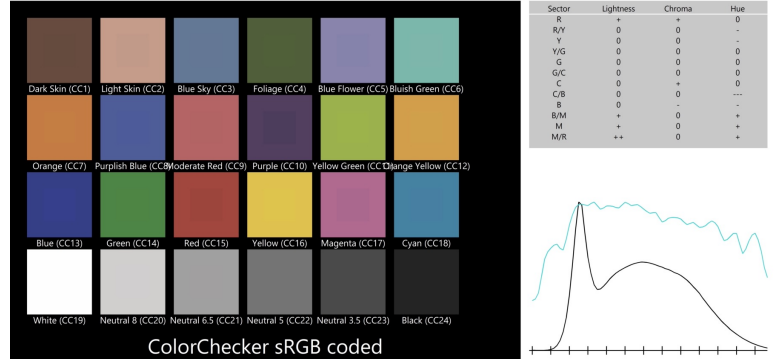 Dark Skin (CC1) Light Skin (CC2) Blue Sky (CC3) Foliage (CC4) Blue Flower (CC5) Bluish Green (CC6)
Orange (CC7) Purplish Blue (CC8) Moderate Red (CC9) Purple (CC10) Yellow Green (CC11) Orange Yellow (CC12)
Blue (CC13) Green (CC14) Red (CC15) Yellow (CC16) Magenta (CC17) Cyan (CC18)
White (CC19) Neutral 8 (CC20) Neutral 6.5 (CC21) Neutral 5 (CC22) Neutral 3.5 (CC23) Black (CC24)
ColorChecker sRGB coded
Sector Lightness Chroma Hue
R + + 0
R/Y 0 0 -
Y 0 0 -
Y/G 0 0 0
G 0 0 0
G/C 0 0 0
C 0 + 0
C/B 0 0 ---
B 0 - -
B/M + 0 +
M + 0 +
M/R ++ 0 +